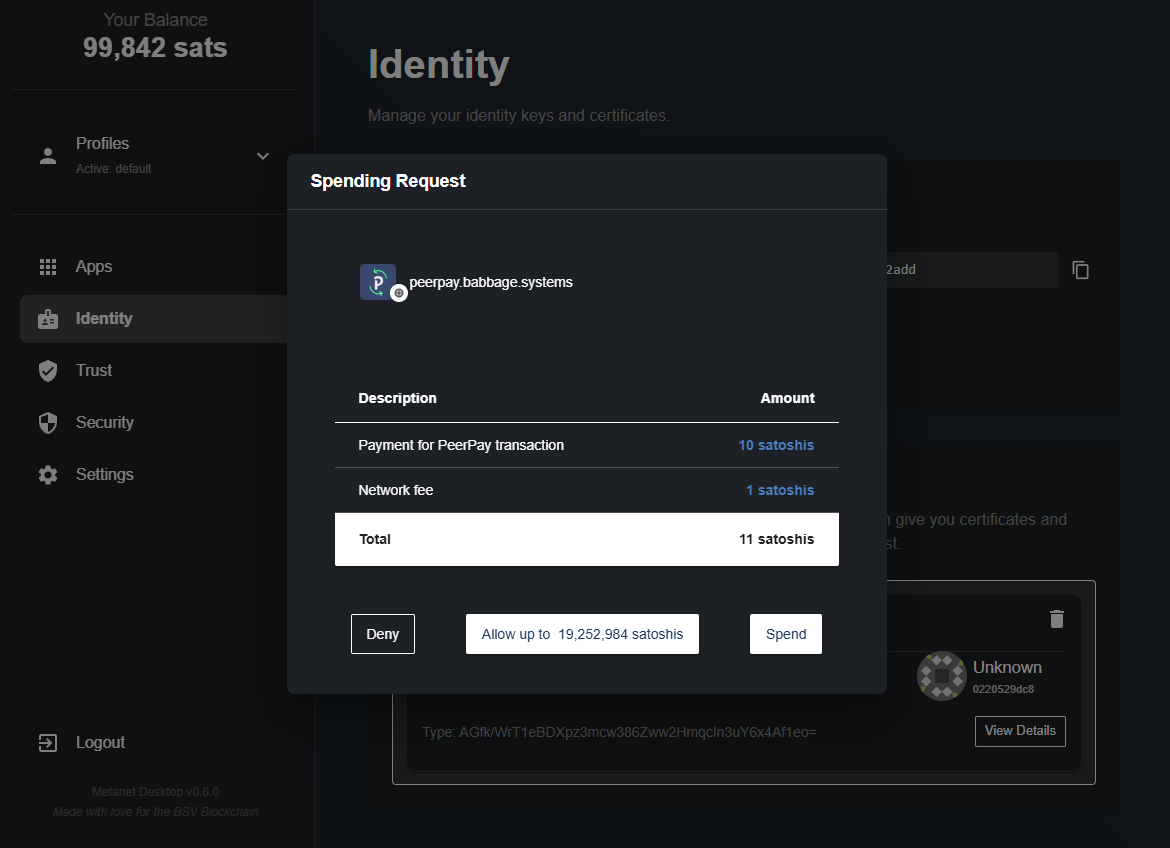 Your Balance
99,842 sats
Profiles
Active: default
Apps
Identity
Trust
Security
Settings
Logout
Metanet Desktop v0.6.0
Made with love for the BSV Blockchain
Identity
Manage your identity keys and certificates.
2add
give you certificates and
Spending Request
peerpay.babbage.systems
Description Amount
Payment for PeerPay transaction 10 satoshis
Network fee 1 satoshis
Total 11 satoshis
Deny Allow up to 19,252,984 satoshis Spend
Unknown
0220529dc8
Type: AGfk/WrT1eBDXpz3mcw386Zww2HmqcIn3uY6x4Af1eo=
View Details